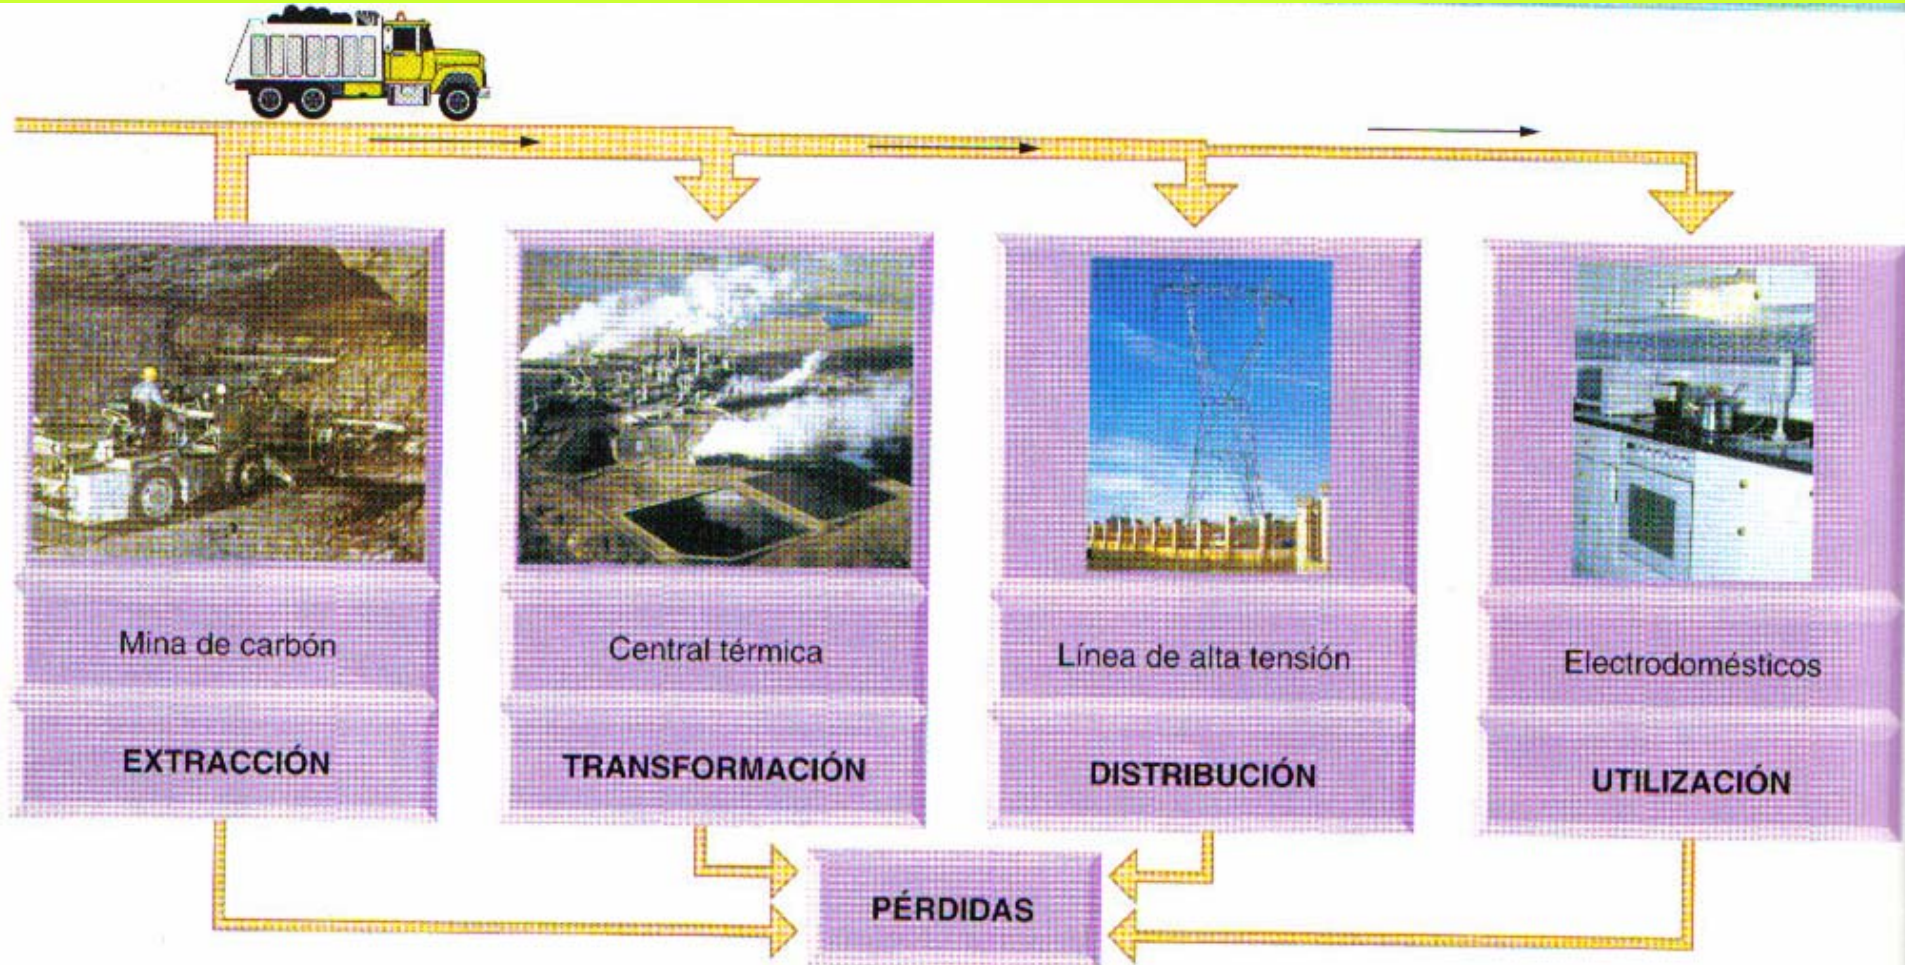 Mina de carbón
EXTRACCIÓN
Central térmica
TRANSFORMACIÓN
Línea de alta tensión
DISTRIBUCIÓN
Electrodomésticos
UTILIZACIÓN
PÉRDIDAS